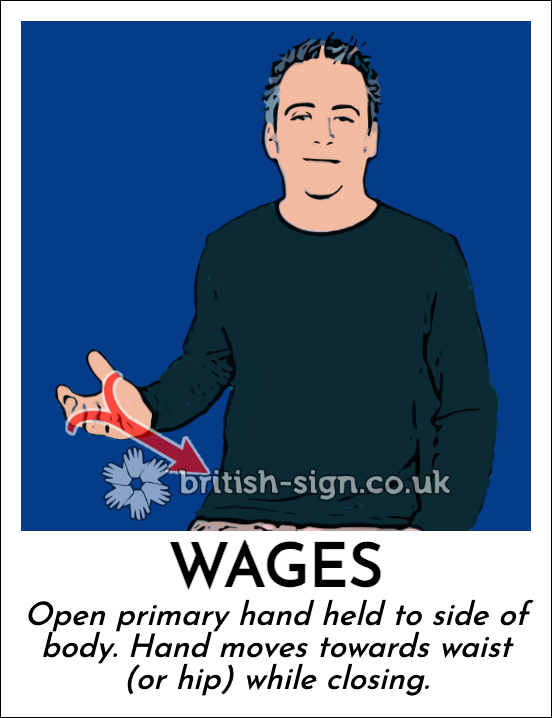 british-sign.co.uk
WAGES
Open primary hand held to side of
body. Hand moves towards waist
(or hip) while closing.